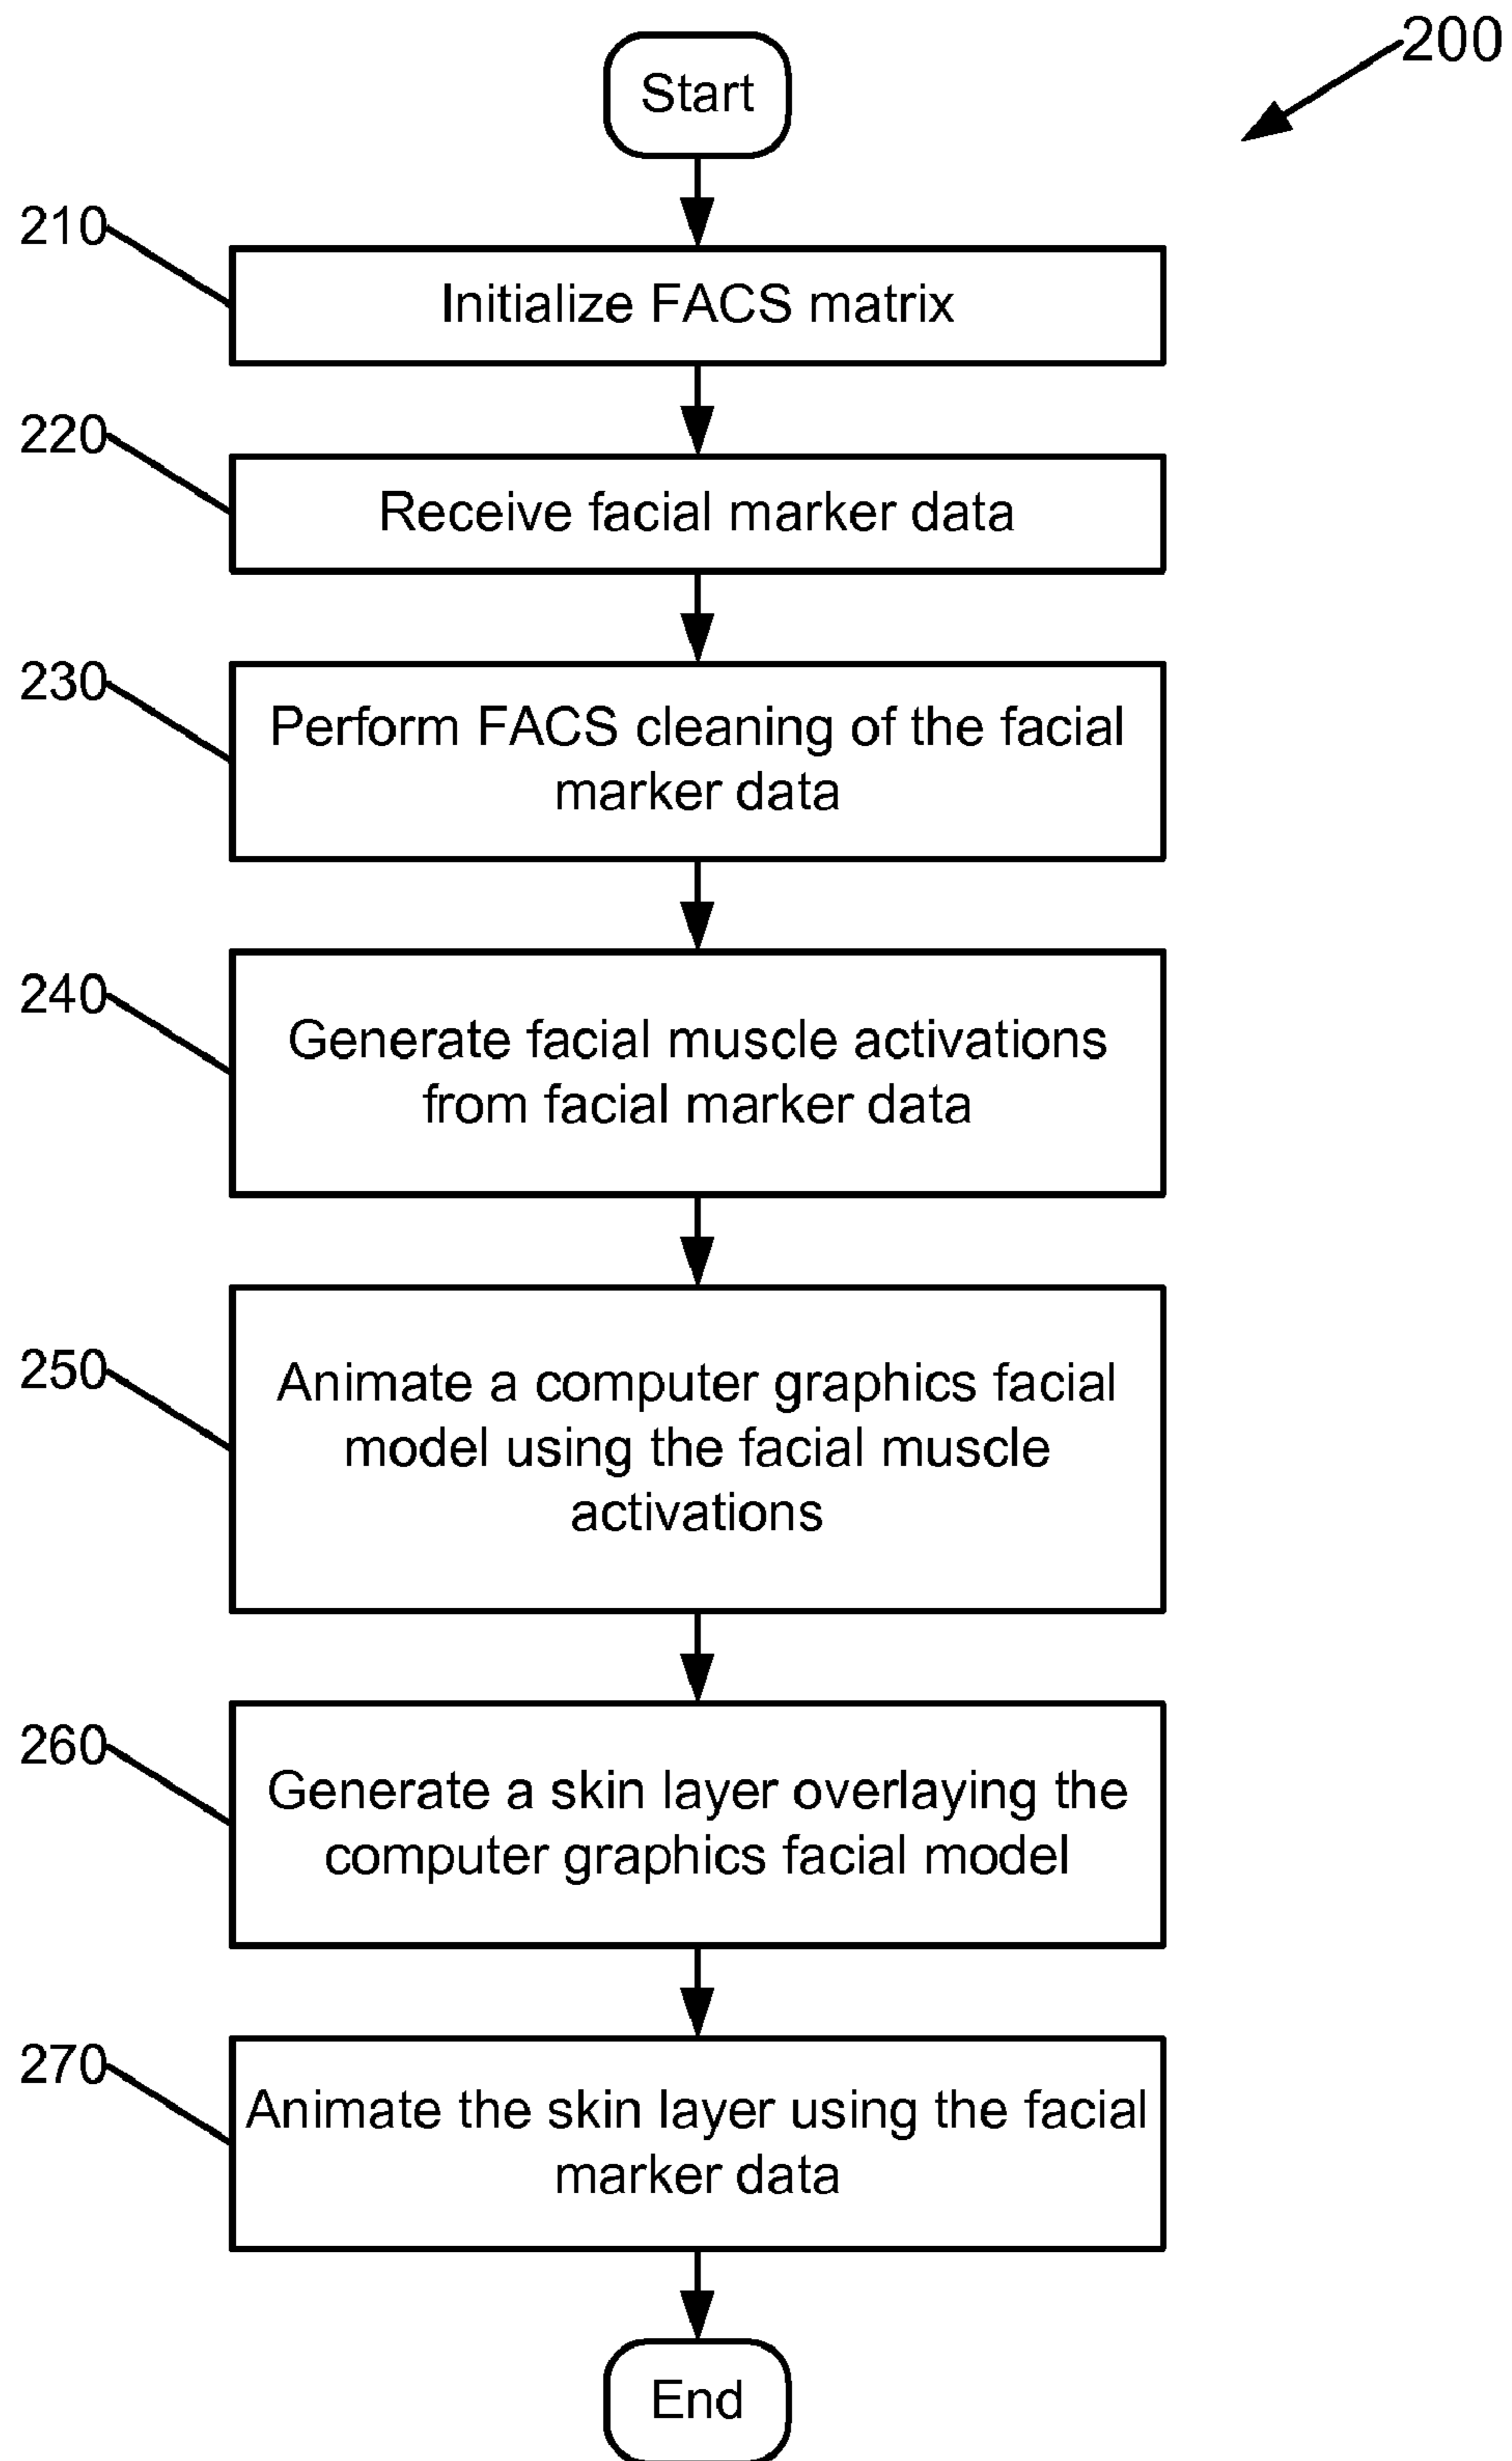 200
Start
210
Initialize FACS matrix
220
Receive facial marker data
230
Perform FACS cleaning of the facial
marker data
240
Generate facial muscle activations
from facial marker data
250
Animate a computer graphics facial
model using the facial muscle
activations
260
Generate a skin layer overlaying the
computer graphics facial model
270
Animate the skin layer using the facial
marker data
End